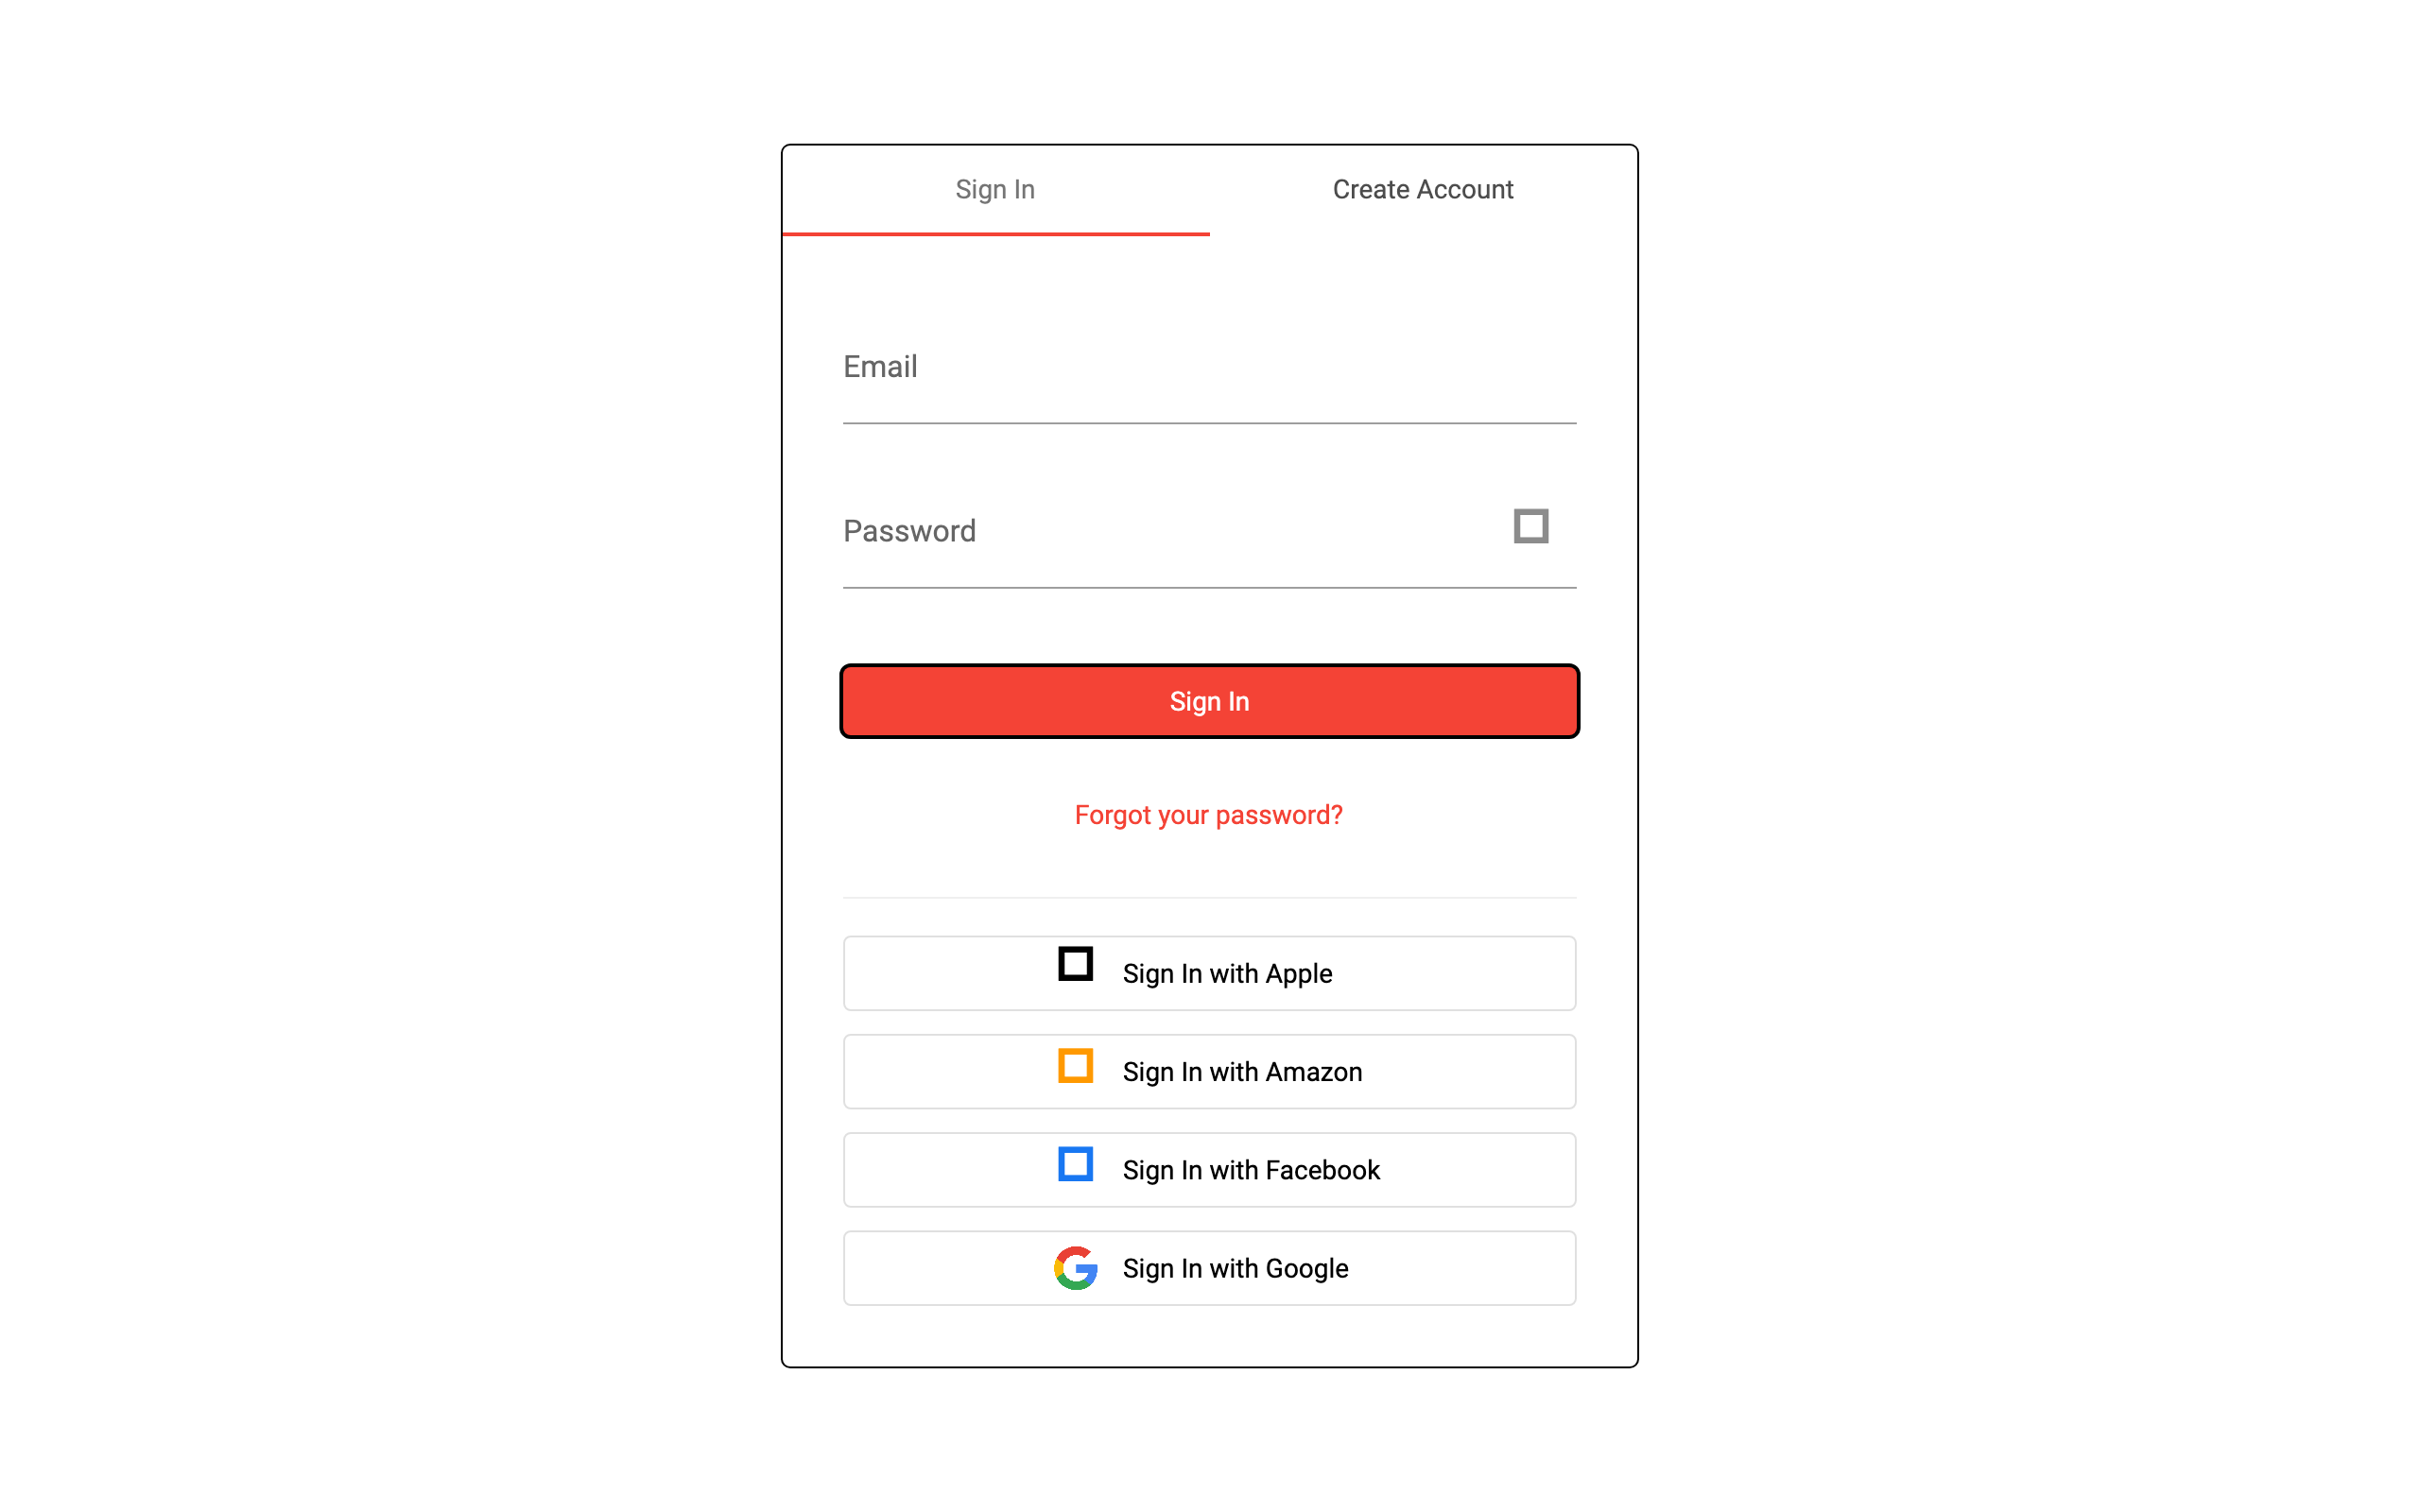 Sign In
Create Account
Email
Password
Sign In
Forgot your password?
Sign In with Apple
Sign In with Amazon
Sign In with Facebook
Sign In with Google